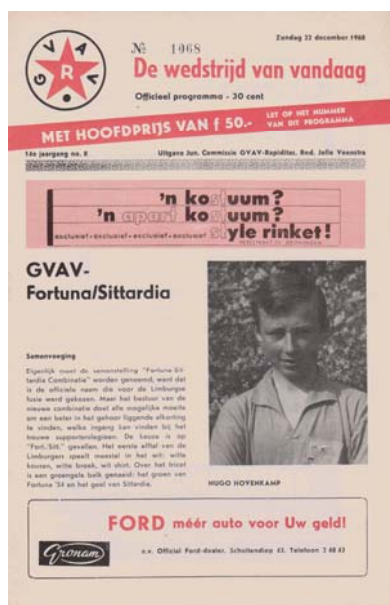 Zondag 22 december 1968
GVAV
R
№ 1068
De wedstrijd van vandaag
Officieel programma - 30 cent
MET HOOFDPRIJS VAN f 50.-
LET OP HET NUMMER
VAN DIT PROGRAMMA
14e jaargang no. 8
Uitgave Jun. Commissie GVAV-Rapiditas, Red. Jelle Veenstra
'n kostuum?
'n apart kostuum?
exclusief • exclusief • exclusief • exclusief style rinket!
GVAV-
Fortuna/Sittardia
Samenvoeging
Eigenlijk moet de samenstelling "Fortuna-Sit-
tardia Combinatie" worden genoemd, want dat
is de officiele naam die voor de Limburgse
fusie werd gekozen. Maar het bestuur van de
nieuwe combinatie doet alle mogelijke moeite
om een beter in het gehoor liggende afkorting
te vinden, welke ingang kan vinden bij het
trouwe supporterslegioen. De keuze is op
"Fort./Sitt." gevallen. Het eerste elftal van de
Limburgers speelt meestal in het wit: witte
kousen, witte broek, wit shirt. Over het tricot
is een groengele balk genaaid: het groen van
Fortuna '54 en het geel van Sittardia.
HUGO HOVENKAMP
FORD méér auto voor Uw geld!
Gronam
n.v. Official Ford-dealer. Schuitendiep 63. Telefoon 2 48 43